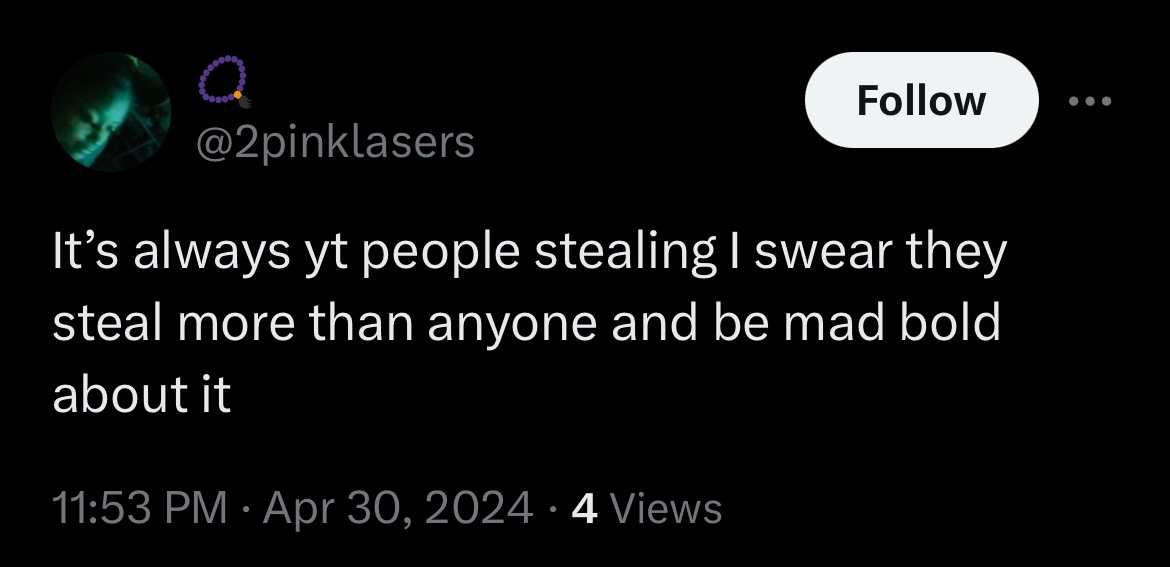 @2pinklasers
Follow
It’s always yt people stealing I swear they
steal more than anyone and be mad bold
about it
11:53 PM · Apr 30, 2024 · 4 Views